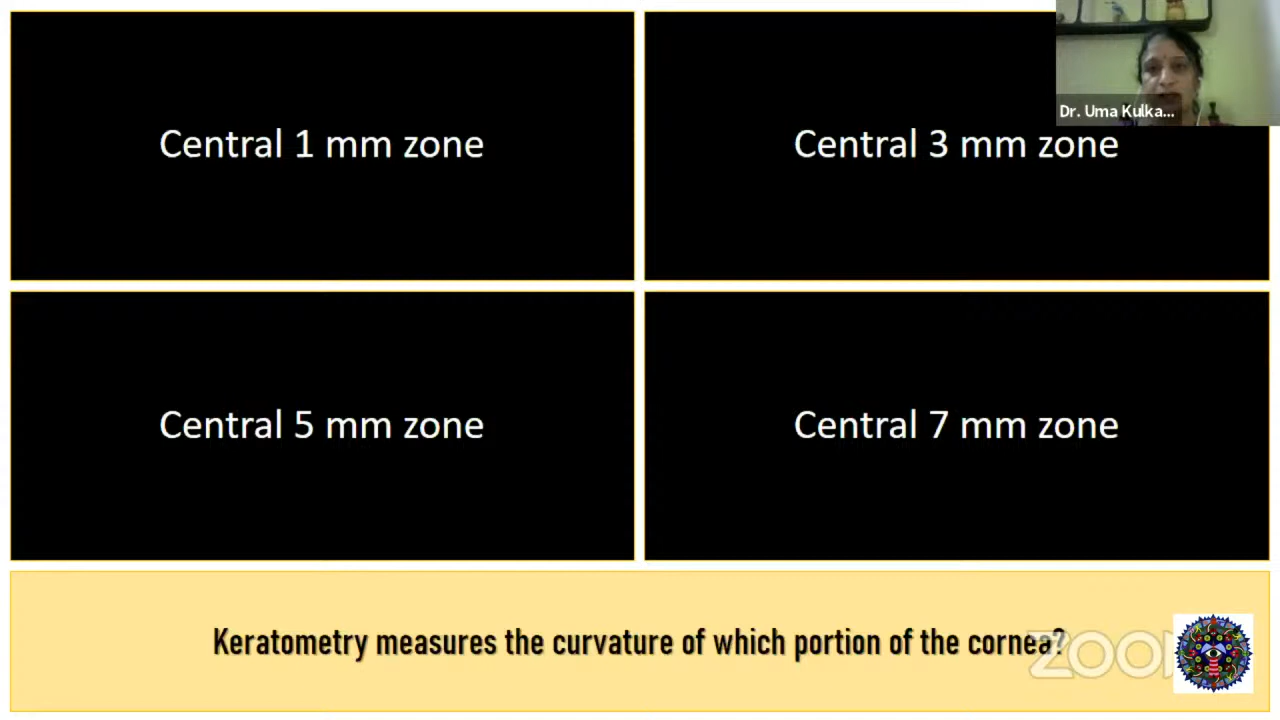 Central 1 mm zone
Central 3 mm zone
Dr. Uma Kulka...
Central 5 mm zone
Central 7 mm zone
Keratometry measures the curvature of which portion of the cornea?